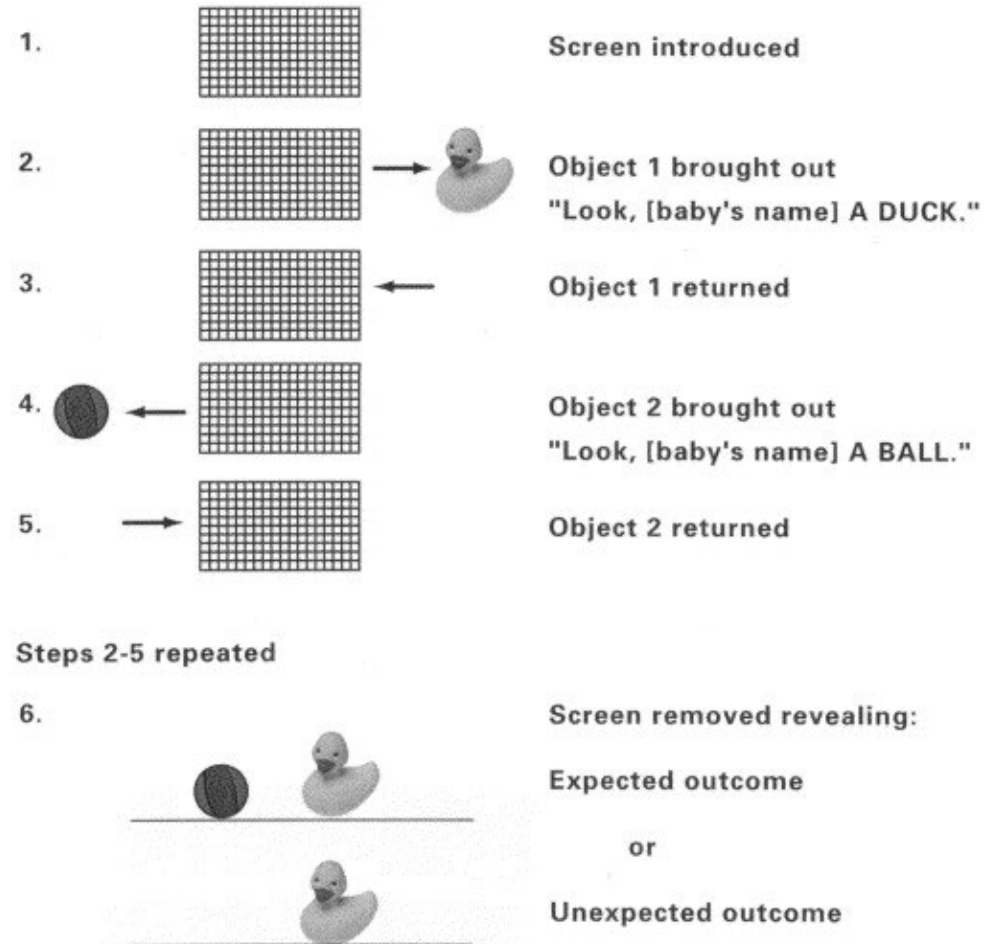 1.
Screen introduced
2.
Object 1 brought out
"Look, [baby's name] A DUCK."
3.
Object 1 returned
4.
Object 2 brought out
"Look, [baby's name] A BALL."
5.
Object 2 returned
Steps 2-5 repeated
6.
Screen removed revealing:
Expected outcome
or
Unexpected outcome